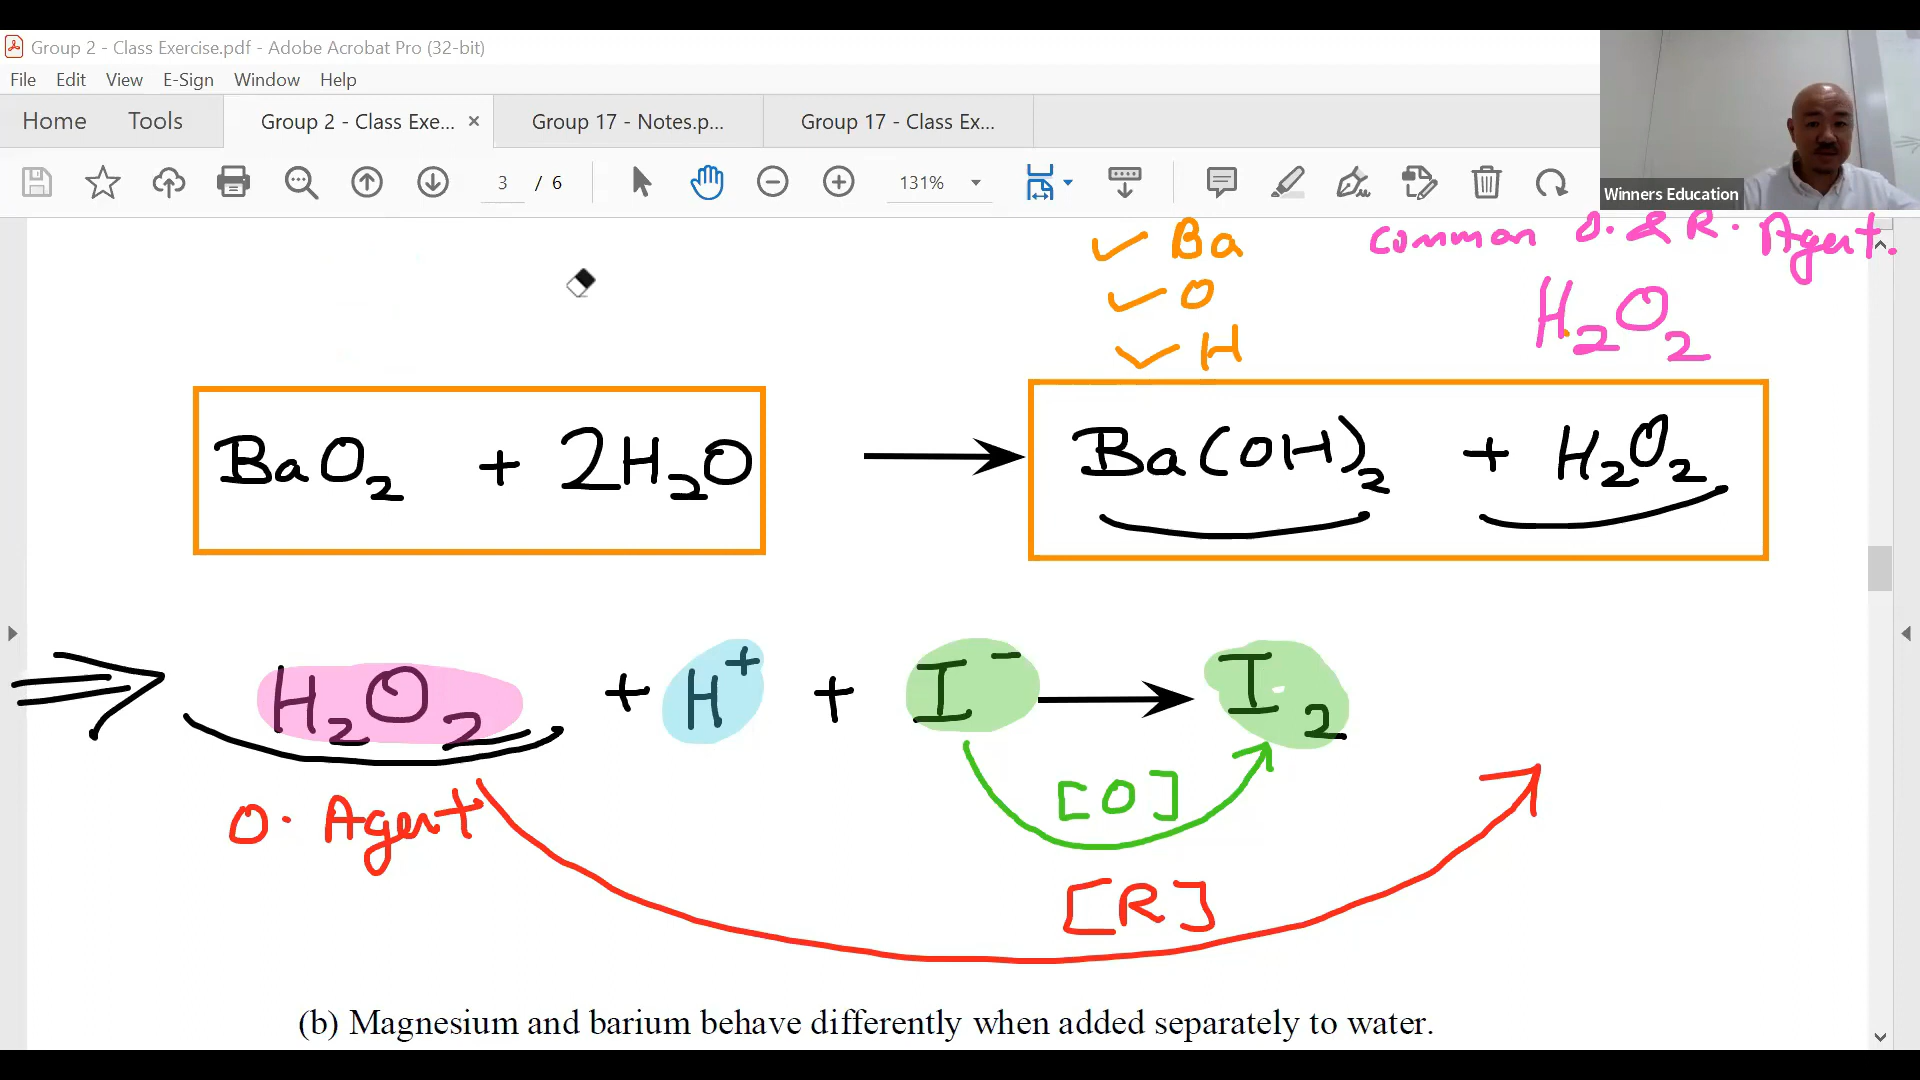 Group 2 - Class Exercise.pdf - Adobe Acrobat Pro (32-bit)
File Edit View E-Sign Window Help
Home Tools Group 2 - Class Exe... × Group 17 - Notes.p... Group 17 - Class Ex...
3 / 6 131%
Winners Education
✓ Ba
✓ O
✓ H
common O. & R. Agent.
H₂O₂
BaO₂ + 2H₂O → Ba(OH)₂ + H₂O₂
⇒ H₂O₂ + H⁺ + I⁻ → I₂
[O]
O. Agent
[R]
(b) Magnesium and barium behave differently when added separately to water.